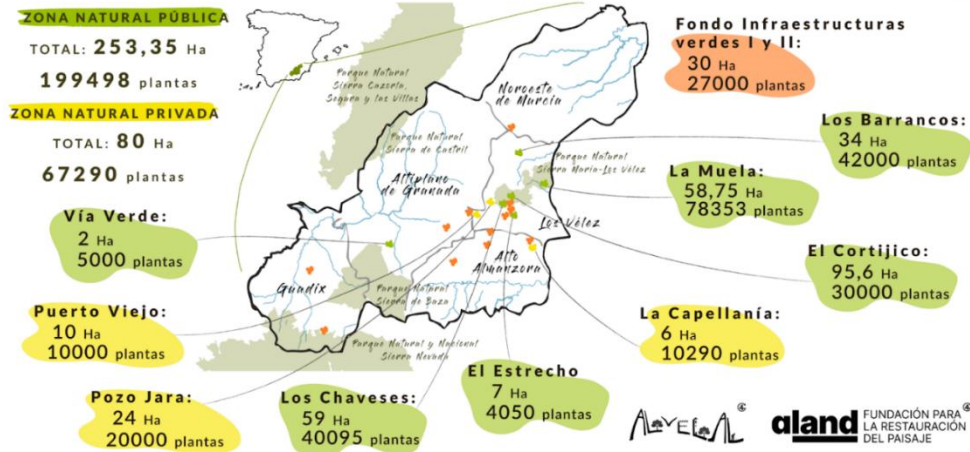 ZONA NATURAL PÚBLICA
TOTAL: 253,35 Ha
199498 plantas
ZONA NATURAL PRIVADA
TOTAL: 80 Ha
67290 plantas
Vía Verde:
2 Ha
5000 plantas
Puerto Viejo:
10 Ha
10000 plantas
Pozo Jara:
24 Ha
20000 plantas
Los Chaveses:
59 Ha
40095 plantas
El Estrecho
7 Ha
4050 plantas
La Capellanía:
6 Ha
10290 plantas
El Cortijico:
95,6 Ha
30000 plantas
La Muela:
58,75 Ha
78353 plantas
Los Barrancos:
34 Ha
42000 plantas
Fondo Infraestructuras
verdes I y II:
30 Ha
27000 plantas
Parque Natural
Sierra Cazorla,
Segura y las Villas
Noroeste
de Murcia
Parque Natural
Sierra de Castril
Parque Natural
Sierra María-Los Vélez
Altiplano
de Granada
Los Vélez
Alto
Almanzora
Guadix
Parque Natural
Sierra de Baza
Parque Natural y Nacional
Sierra Nevada
ALVELAL
aland
FUNDACIÓN PARA
LA RESTAURACIÓN
DEL PAISAJE